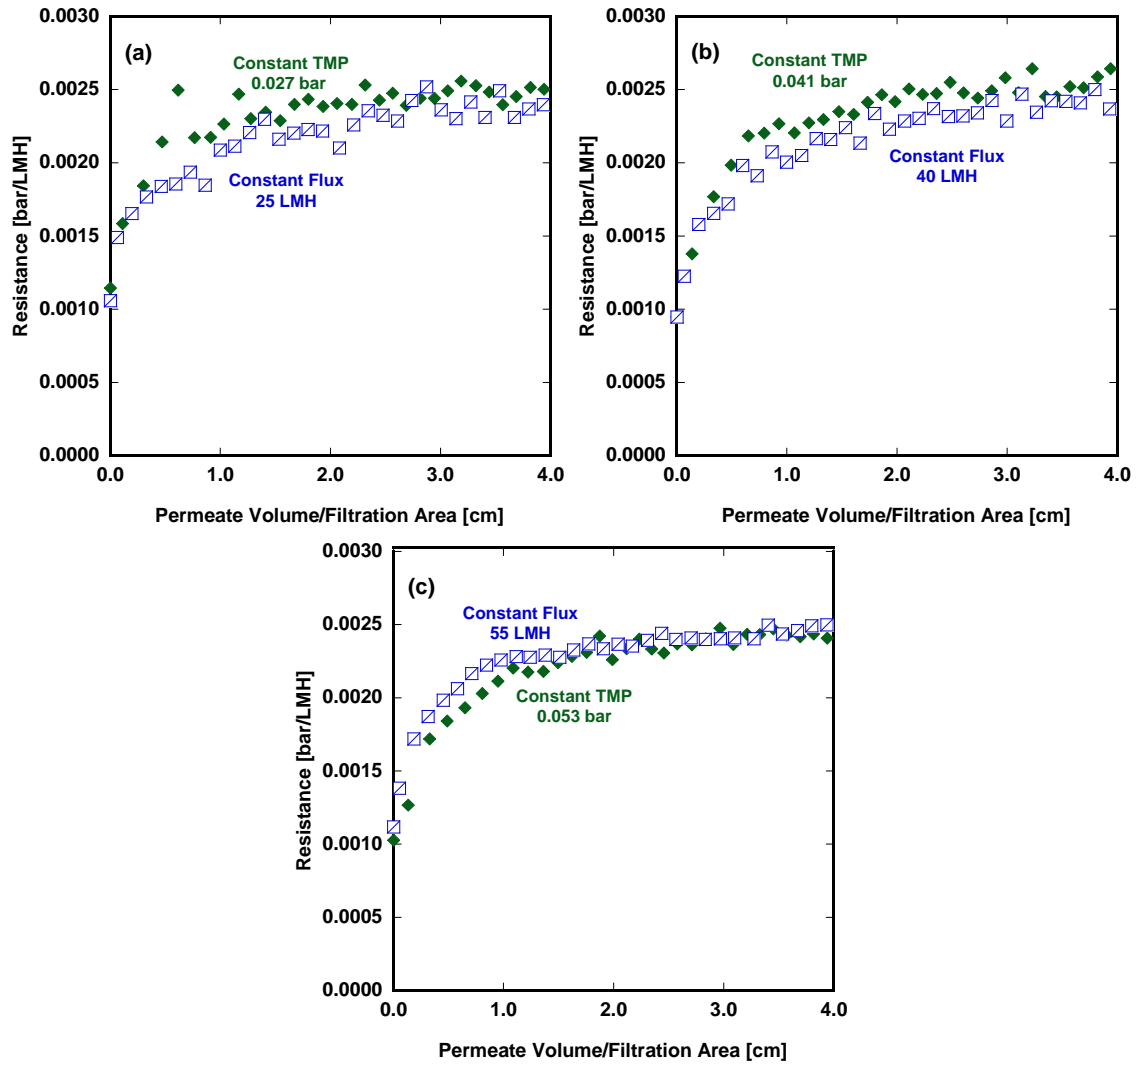 (a)
Constant TMP
0.027 bar
Constant Flux
25 LMH
Resistance [bar/LMH]
0.0030
0.0025
0.0020
0.0015
0.0010
0.0005
0.0000
0.0
1.0
2.0
3.0
4.0
Permeate Volume/Filtration Area [cm]
(b)
Constant TMP
0.041 bar
Constant Flux
40 LMH
Resistance [bar/LMH]
0.0030
0.0025
0.0020
0.0015
0.0010
0.0005
0.0000
0.0
1.0
2.0
3.0
4.0
Permeate Volume/Filtration Area [cm]
(c)
Constant Flux
55 LMH
Constant TMP
0.053 bar
Resistance [bar/LMH]
0.0030
0.0025
0.0020
0.0015
0.0010
0.0005
0.0000
0.0
1.0
2.0
3.0
4.0
Permeate Volume/Filtration Area [cm]